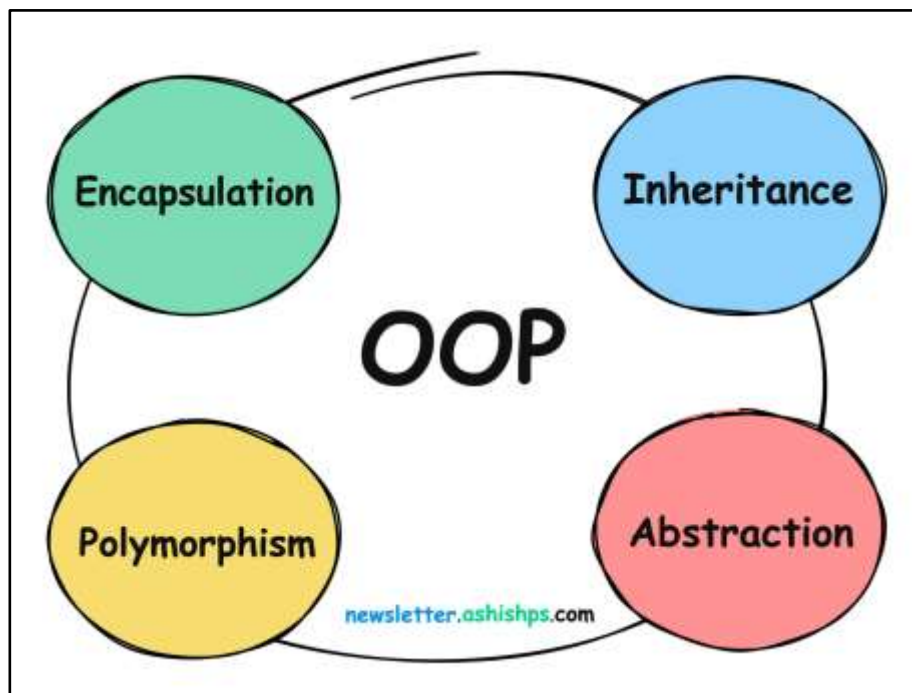 Encapsulation
Inheritance
OOP
Polymorphism
Abstraction
newsletter.ashishps.com